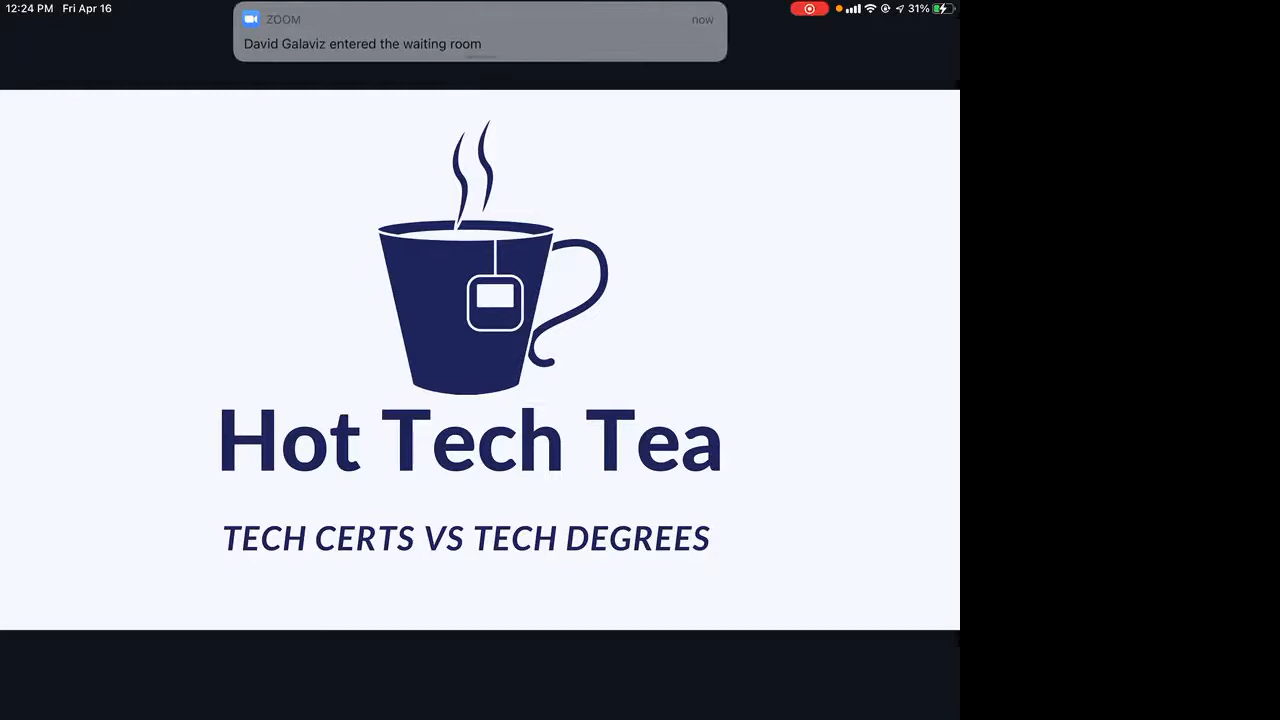 12:24 PM Fri Apr 16
31%
ZOOM
now
David Galaviz entered the waiting room
Hot Tech Tea
TECH CERTS VS TECH DEGREES